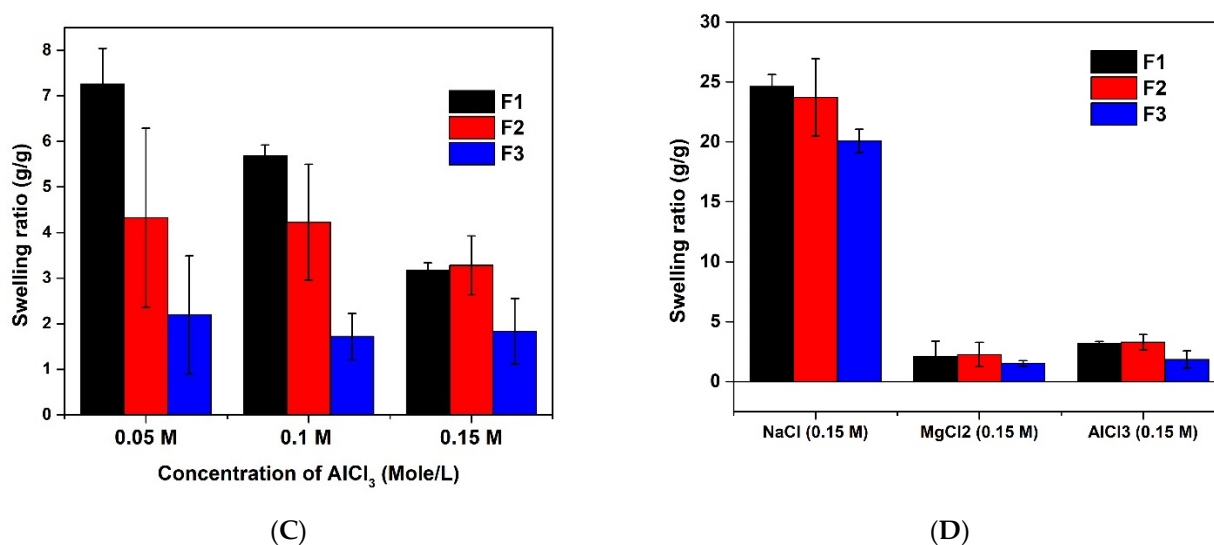 Swelling ratio (g/g)
8
7
6
5
4
3
2
1
0
F1
F2
F3
0.05 M
0.1 M
0.15 M
Concentration of AlCl₃ (Mole/L)
(C)
Swelling ratio (g/g)
30
25
20
15
10
5
0
F1
F2
F3
NaCl (0.15 M)
MgCl2 (0.15 M)
AlCl3 (0.15 M)
(D)